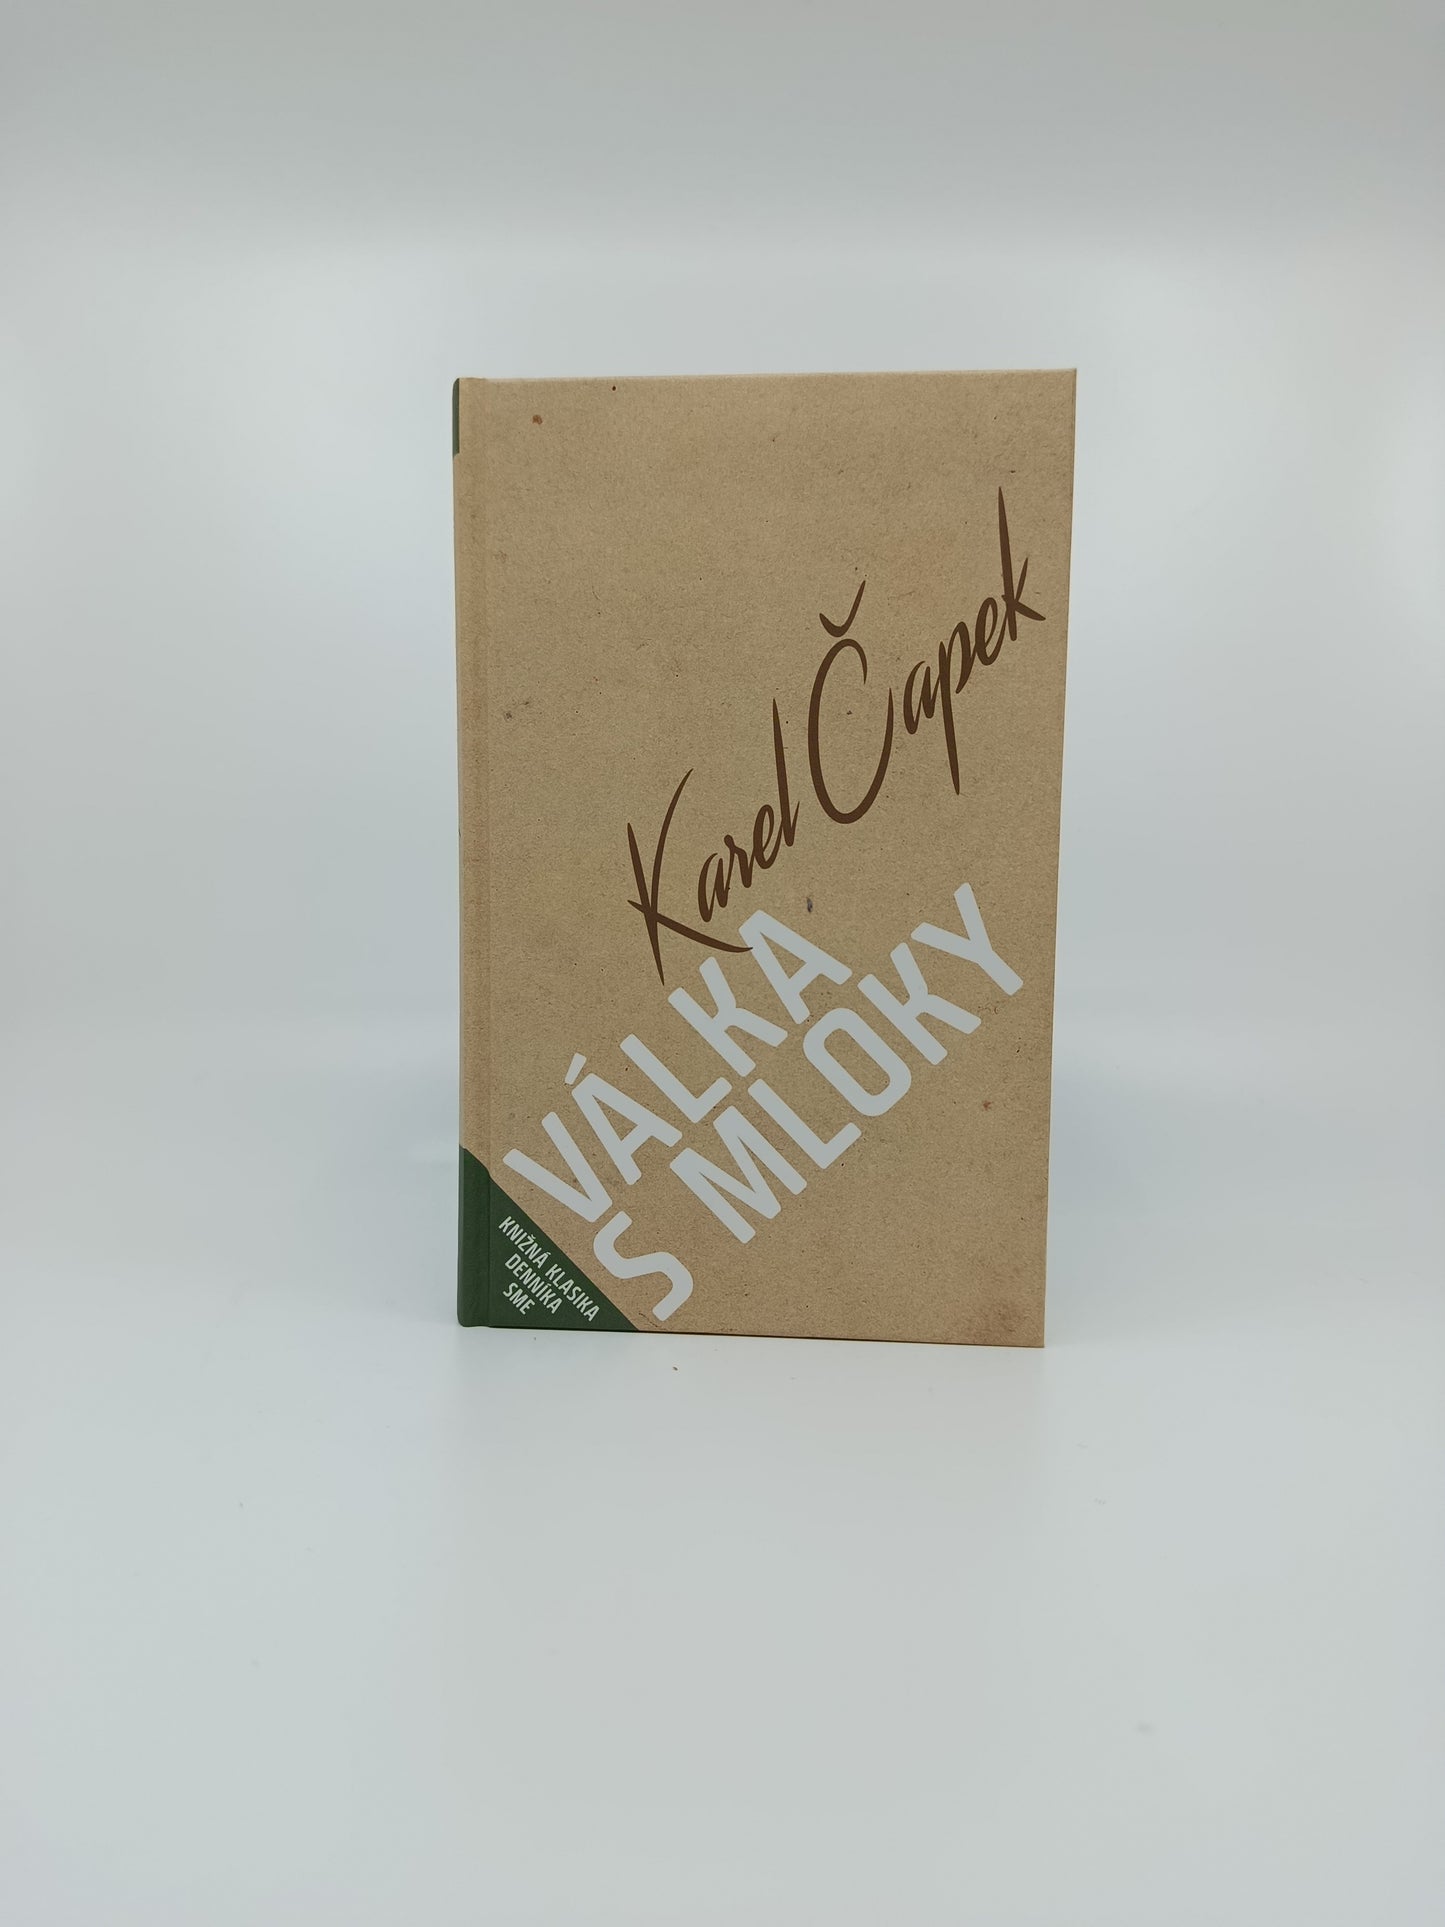 Karel Čapek
VÁLKA
S MLOKY
KNIŽNÁ KLASIKA
DENNÍKA
SME